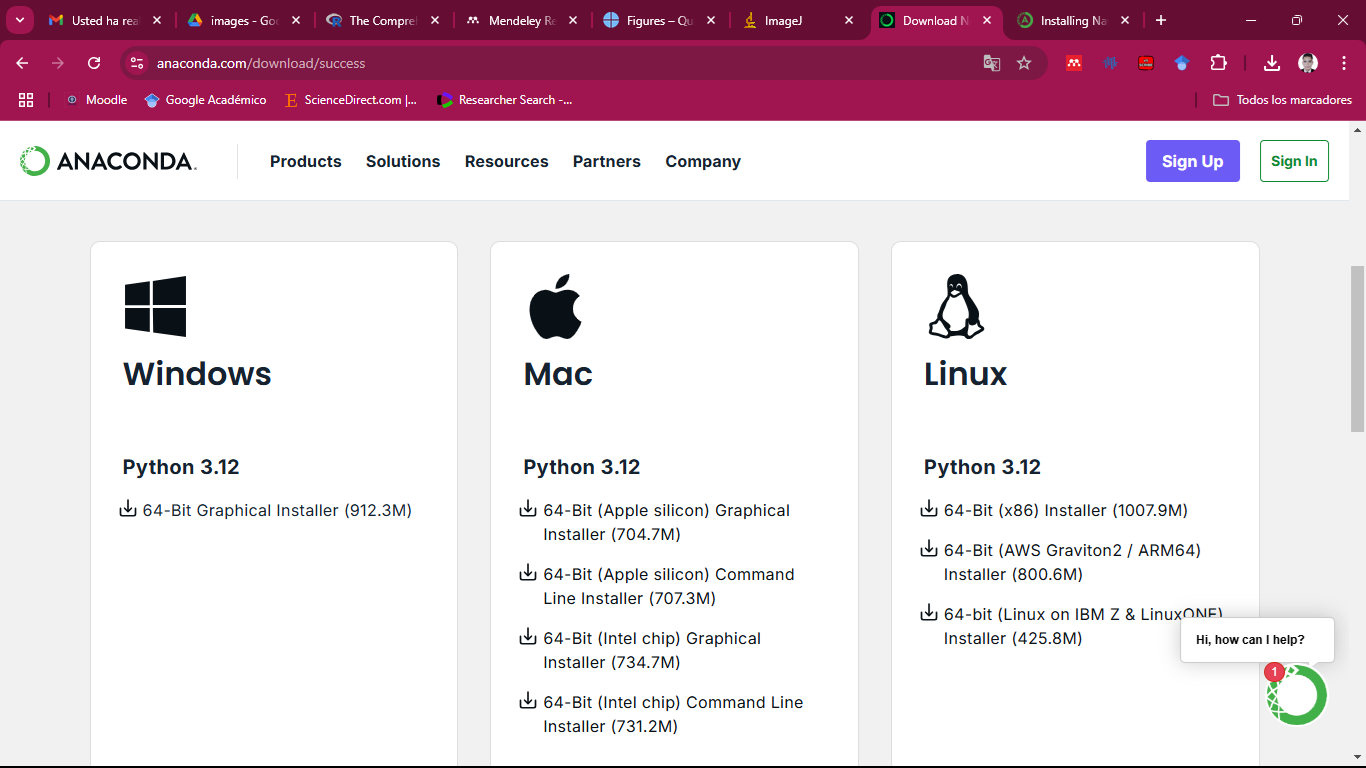 Usted ha real
images - Goo
The Compreh
Mendeley Re
Figures – Qu
ImageJ
Download N
Installing Na
anaconda.com/download/success
Moodle
Google Académico
ScienceDirect.com |...
Researcher Search -...
Todos los marcadores
ANACONDA.
Products
Solutions
Resources
Partners
Company
Sign Up
Sign In
Windows
Python 3.12
64-Bit Graphical Installer (912.3M)
Mac
Python 3.12
64-Bit (Apple silicon) Graphical
Installer (704.7M)
64-Bit (Apple silicon) Command
Line Installer (707.3M)
64-Bit (Intel chip) Graphical
Installer (734.7M)
64-Bit (Intel chip) Command Line
Installer (731.2M)
Linux
Python 3.12
64-Bit (x86) Installer (1007.9M)
64-Bit (AWS Graviton2 / ARM64)
Installer (800.6M)
64-bit (Linux on IBM Z & LinuxONE)
Installer (425.8M)
Hi, how can I help?
1